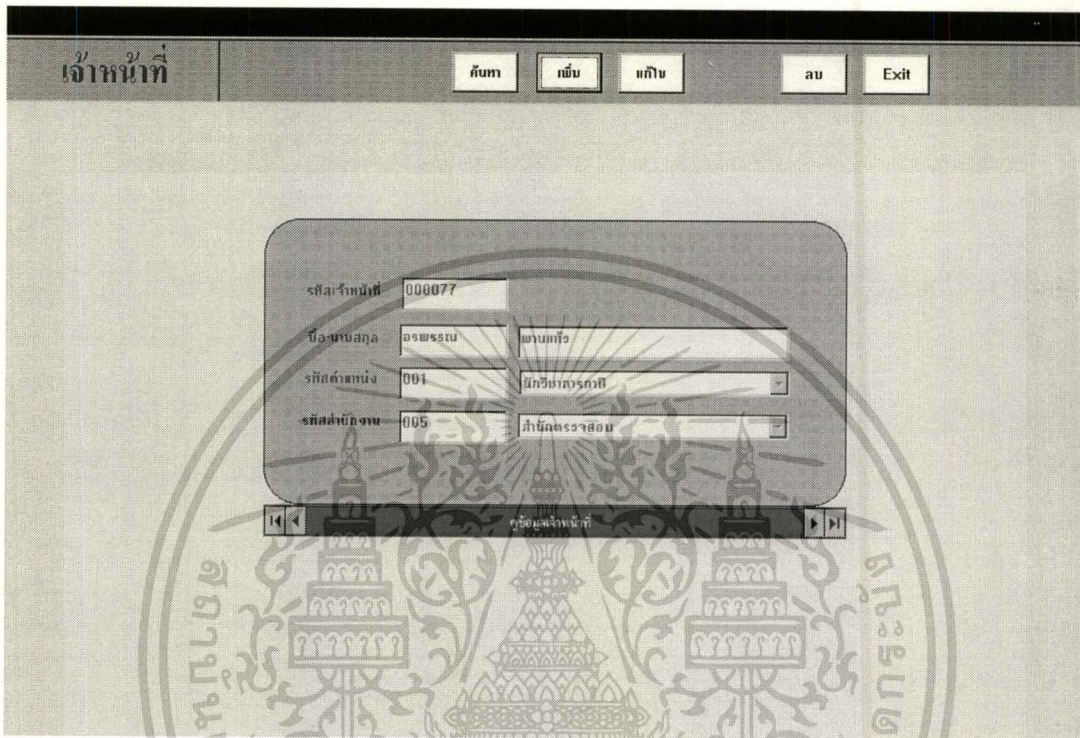 เจ้าหน้าที่
ค้นหา เพิ่ม แก้ไข ลบ Exit
รหัสเจ้าหน้าที่ 000077
ชื่อ-นามสกุล อรพรรณ พานแก้ว
รหัสตำแหน่ง 001 นักวิชาการภาษี
รหัสสำนักงาน 005 สำนักตรวจสอบ
ดูข้อมูลเจ้าหน้าที่